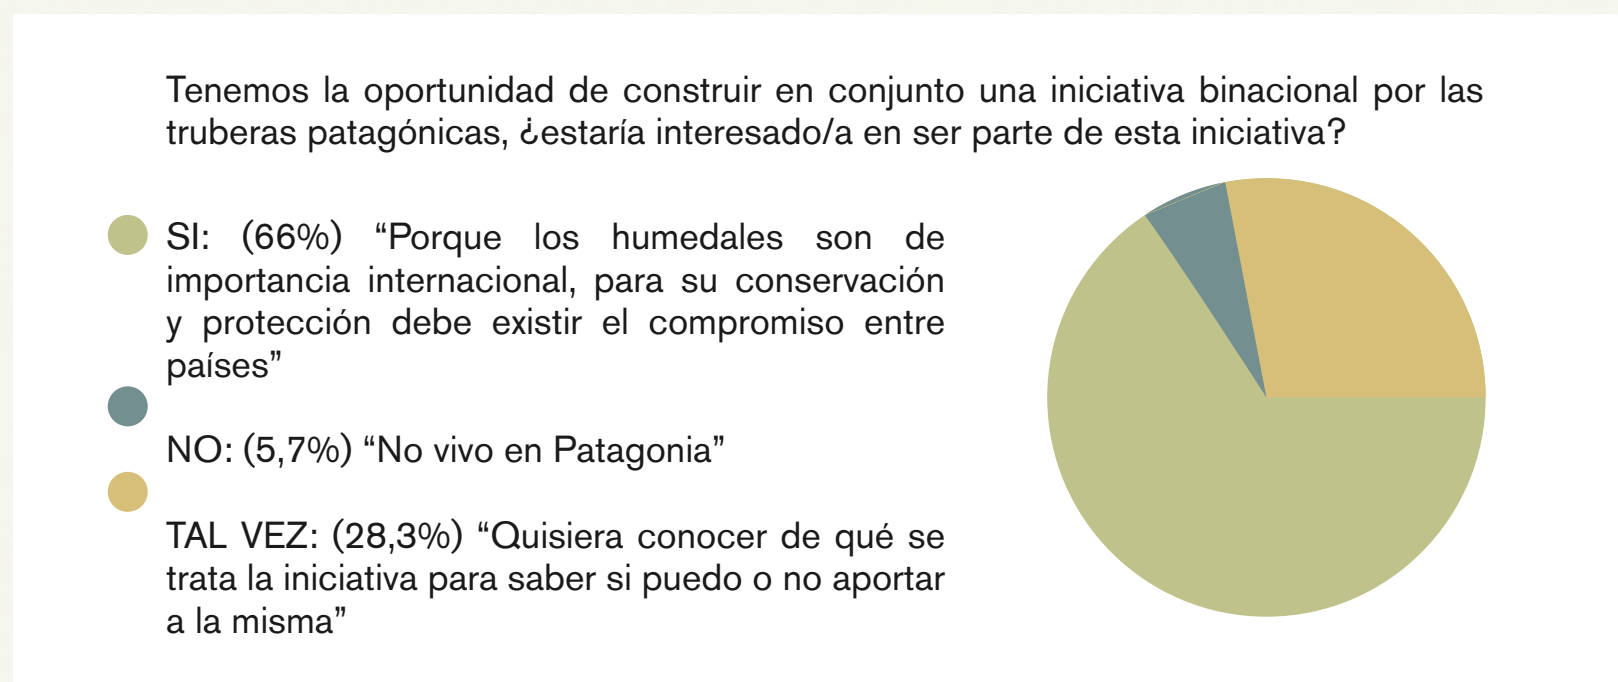 Tenemos la oportunidad de construir en conjunto una iniciativa binacional por las
truberas patagónicas, ¿estaría interesado/a en ser parte de esta iniciativa?
SI: (66%) “Porque los humedales son de
importancia internacional, para su conservación
y protección debe existir el compromiso entre
países”
NO: (5,7%) “No vivo en Patagonia”
TAL VEZ: (28,3%) “Quisiera conocer de qué se
trata la iniciativa para saber si puedo o no aportar
a la misma”